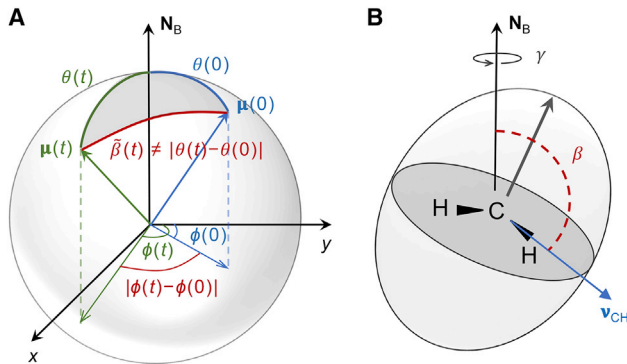 A
N_B
θ(t)
θ(0)
μ(0)
μ(t)
β̃(t) ≠ |θ(t)-θ(0)|
ϕ(0)
ϕ(t)
y
|ϕ(t)-ϕ(0)|
x
B
N_B
γ
β
H
C
H
ν_CH